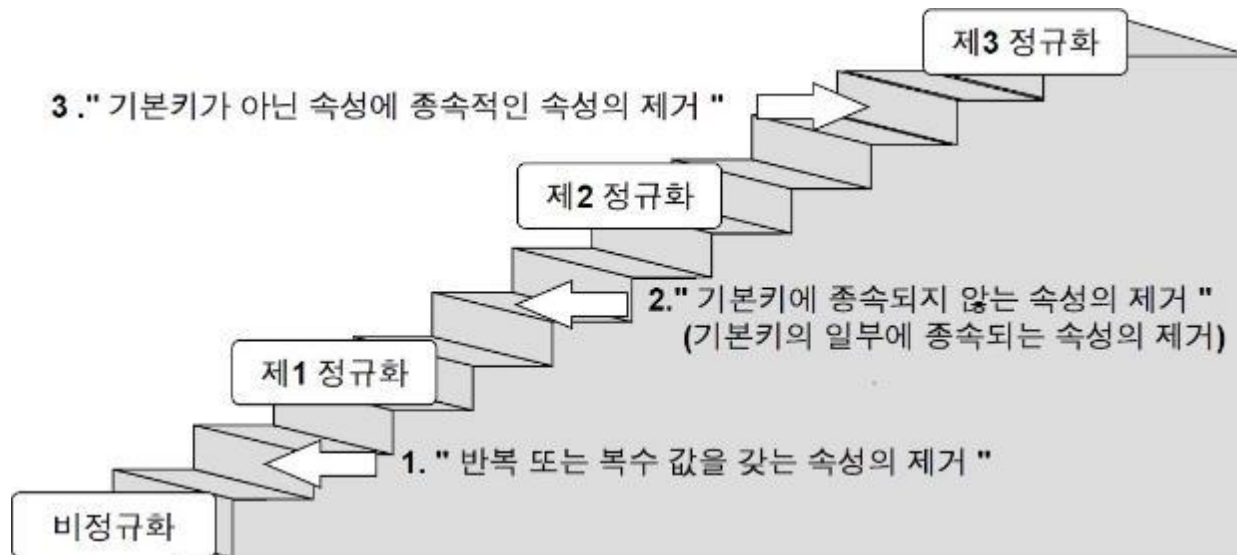 제3 정규화
3 ." 기본키가 아닌 속성에 종속적인 속성의 제거 "
제2 정규화
2." 기본키에 종속되지 않는 속성의 제거 "
(기본키의 일부에 종속되는 속성의 제거)
제1 정규화
1. " 반복 또는 복수 값을 갖는 속성의 제거 "
비정규화